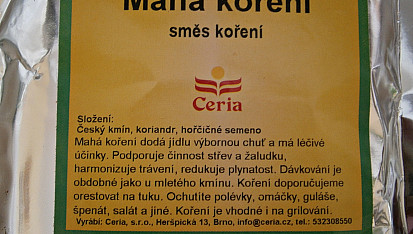 Mahá koření
směs koření
Ceria
Složení:
Český kmín, koriandr, hořčičné semeno
Mahá koření dodá jídlu výbornou chuť a má léčivé
účinky. Podporuje činnost střev a žaludku,
harmonizuje trávení, redukuje plynatost. Dávkování je
obdobné jako u mletého kmínu. Koření doporučujeme
orestovat na tuku. Ochutíte polévky, omáčky, guláše,
špenát, salát a jiné. Koření je vhodné i na grilování.
Vyrábí: Ceria, s.r.o., Heršpická 13, Brno, info@ceria.cz, tel.: 532308550